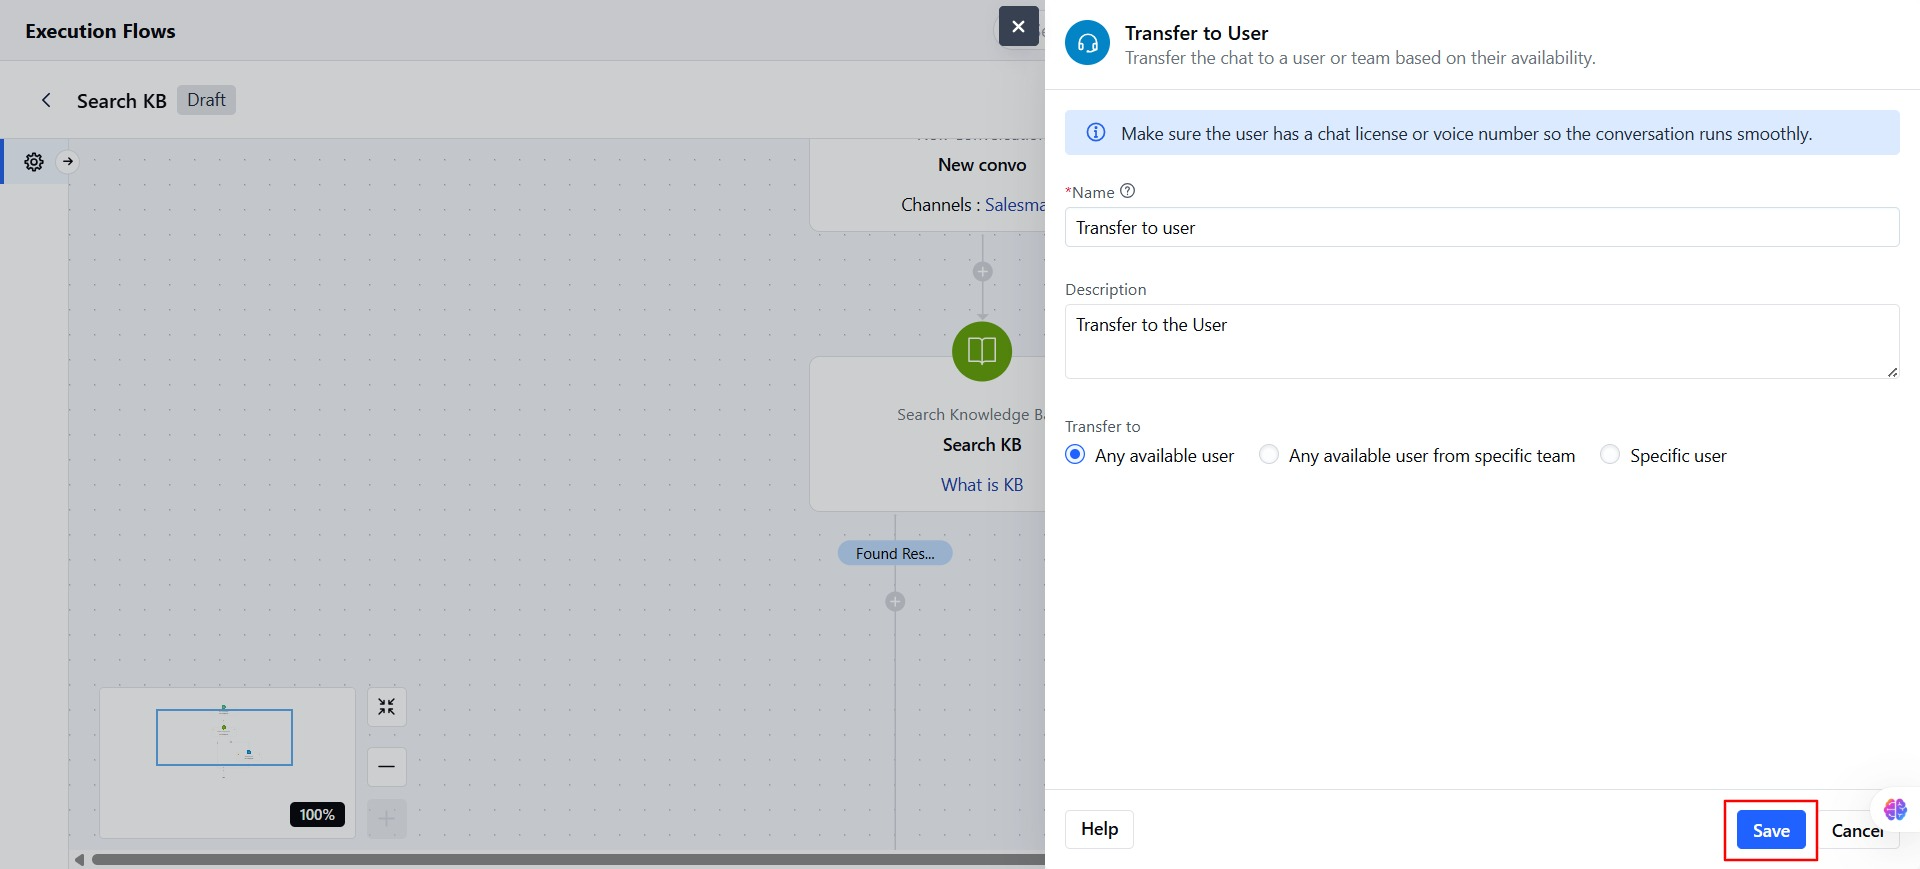 Execution Flows
Search KB
Draft
New convo
Channels : Salesma
Search Knowledge Ba
Search KB
What is KB
Found Res...
100%
Transfer to User
Transfer the chat to a user or team based on their availability.
Make sure the user has a chat license or voice number so the conversation runs smoothly.
*Name
Transfer to user
Description
Transfer to the User
Transfer to
Any available user
Any available user from specific team
Specific user
Help
Save
Cancel